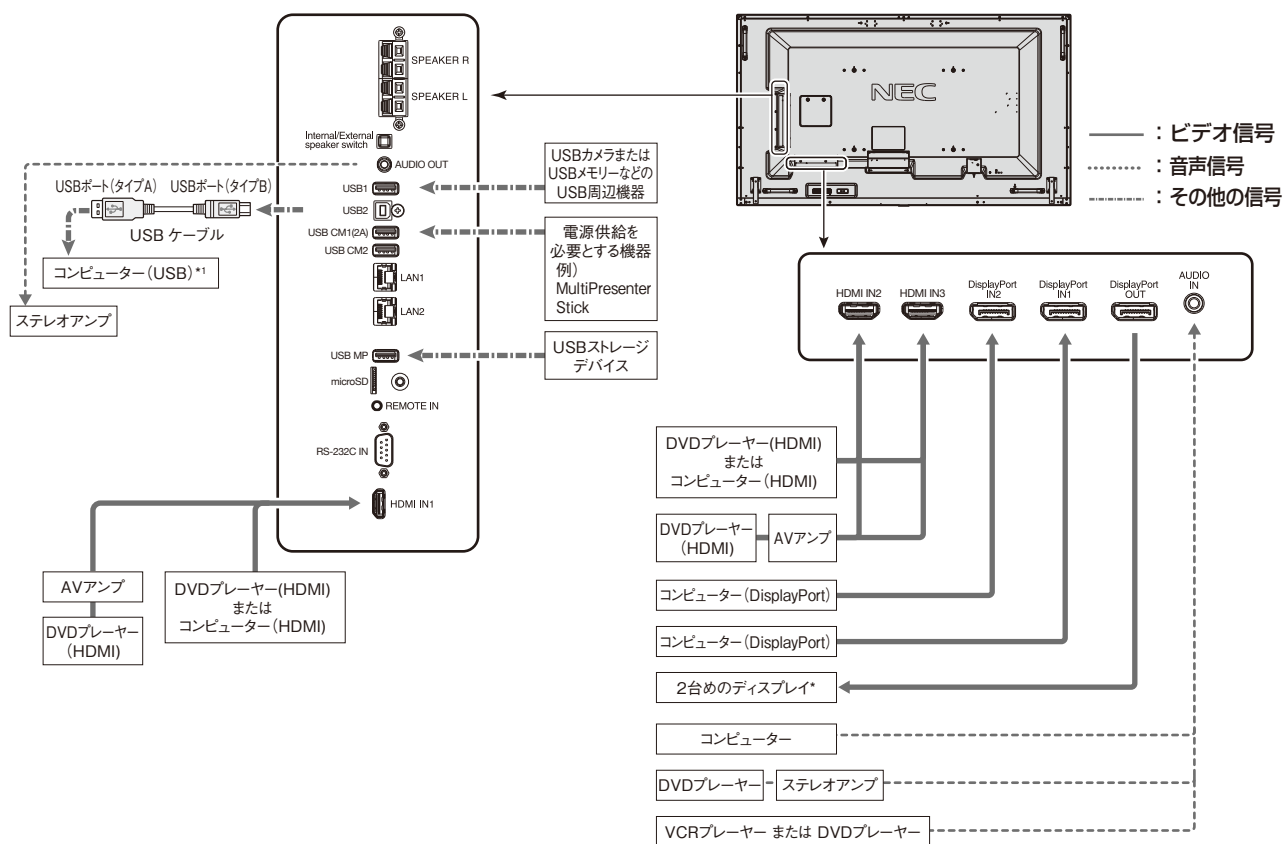 SPEAKER R
SPEAKER L
Internal/External
speaker switch
AUDIO OUT
USB1
USB2
USB CM1(2A)
USB CM2
LAN1
LAN2
USB MP
microSD
REMOTE IN
RS-232C IN
HDMI IN1
USBポート(タイプA)
USBポート(タイプB)
USB ケーブル
コンピューター(USB)*1
ステレオアンプ
USBカメラまたは
USBメモリーなどの
USB周辺機器
電源供給を
必要とする機器
例)
MultiPresenter
Stick
USBストレージ
デバイス
AVアンプ
DVDプレーヤー
(HDMI)
DVDプレーヤー(HDMI)
または
コンピューター(HDMI)
NEC
:ビデオ信号
:音声信号
:その他の信号
HDMI IN2
HDMI IN3
DisplayPort
IN2
DisplayPort
IN1
DisplayPort
OUT
AUDIO
IN
DVDプレーヤー(HDMI)
または
コンピューター(HDMI)
DVDプレーヤー
(HDMI)
AVアンプ
コンピューター(DisplayPort)
コンピューター(DisplayPort)
2台めのディスプレイ*
コンピューター
DVDプレーヤー
ステレオアンプ
VCRプレーヤー または DVDプレーヤー